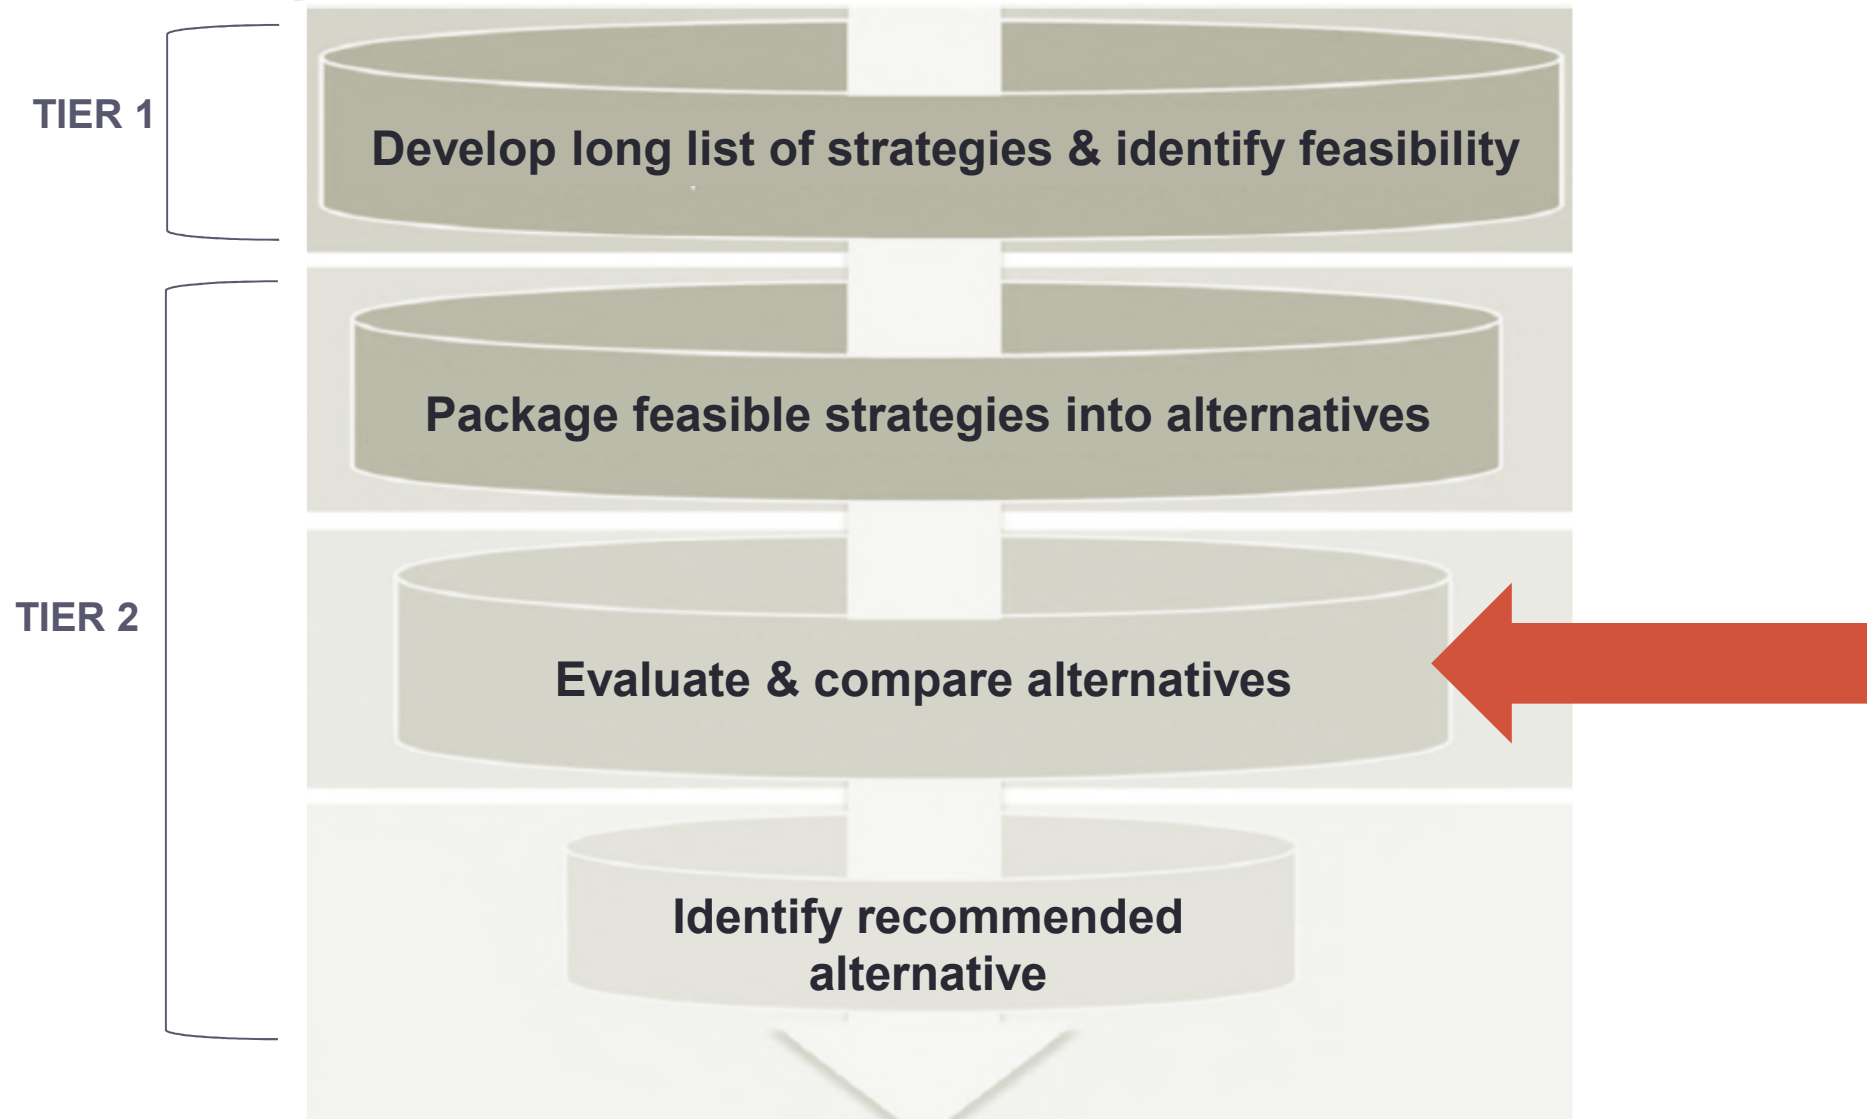 TIER 1
Develop long list of strategies & identify feasibility
Package feasible strategies into alternatives
TIER 2
Evaluate & compare alternatives
Identify recommended
alternative